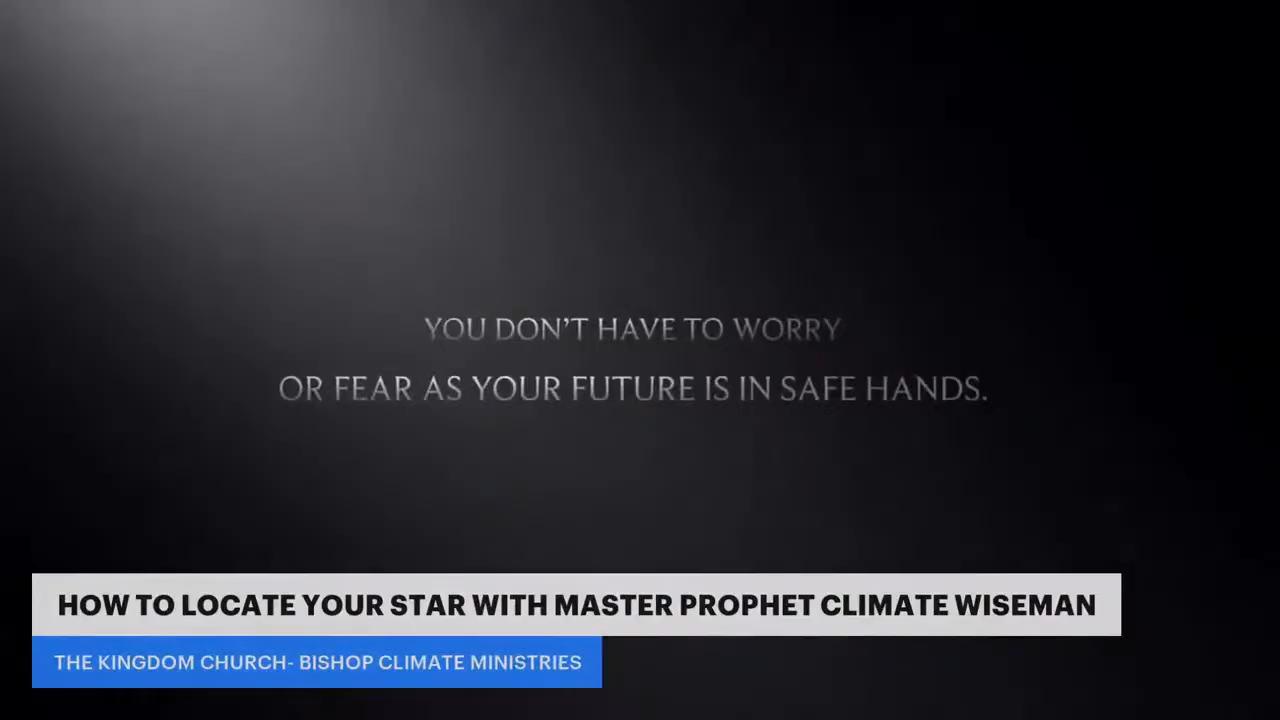 YOU DON'T HAVE TO WORRY
OR FEAR AS YOUR FUTURE IS IN SAFE HANDS.
HOW TO LOCATE YOUR STAR WITH MASTER PROPHET CLIMATE WISEMAN
THE KINGDOM CHURCH- BISHOP CLIMATE MINISTRIES